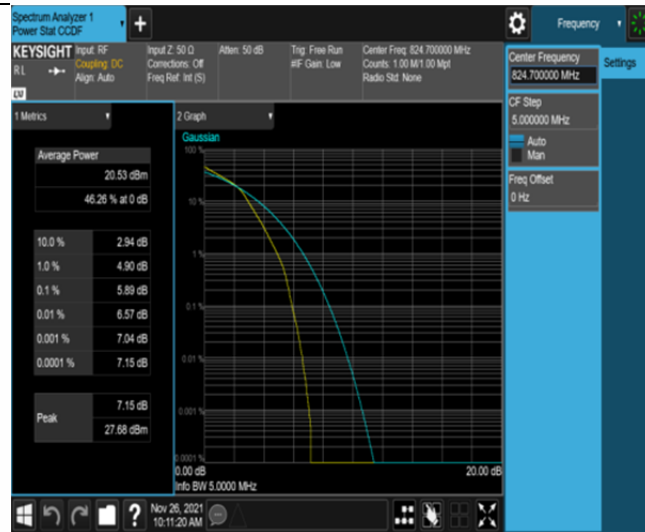 Spectrum Analyzer 1
Power Stat CCDF
+
Frequency
KEYSIGHT
RL
Input: RF
Coupling: DC
Align: Auto
Input Z: 50 Ω
Corrections: Off
Freq Ref: Int (S)
Atten: 50 dB
Trig: Free Run
#IF Gain: Low
Center Freq: 824.700000 MHz
Counts: 1.00 M/1.00 Mpt
Radio Std: None
Center Frequency
824.700000 MHz
Settings
CF Step
5.000000 MHz
Auto
Man
Freq Offset
0 Hz
1 Metrics
Average Power
20.53 dBm
46.26 % at 0 dB
10.0 % 2.94 dB
1.0 % 4.90 dB
0.1 % 5.89 dB
0.01 % 6.57 dB
0.001 % 7.04 dB
0.0001 % 7.15 dB
Peak
7.15 dB
27.68 dBm
2 Graph
Gaussian
100 %
10 %
1 %
0.1 %
0.01 %
0.001 %
0.0001 %
0.00 dB 20.00 dB
Info BW 5.0000 MHz
?
Nov 26, 2021
10:11:20 AM